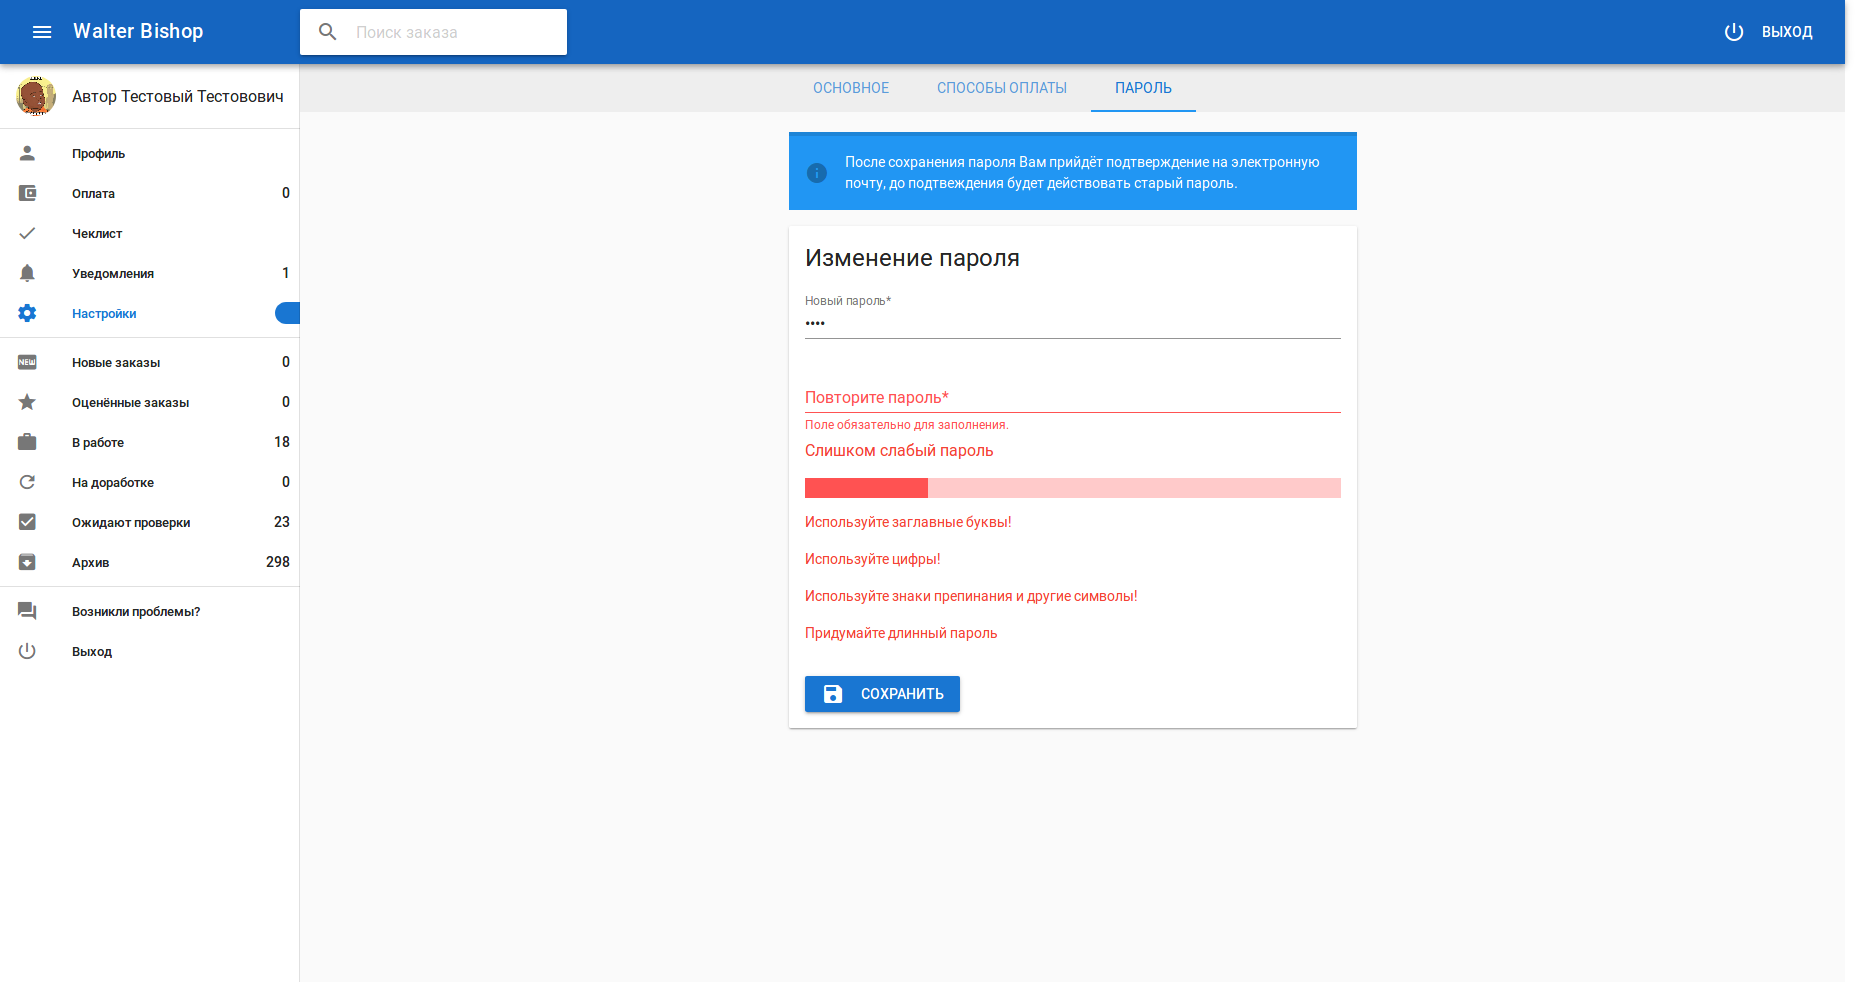 Walter Bishop
Поиск заказа
ВЫХОД
Автор Тестовый Тестовович
Профиль
Оплата 0
Чеклист
Уведомления 1
Настройки
NEW Новые заказы 0
Оценённые заказы 0
В работе 18
На доработке 0
Ожидают проверки 23
Архив 298
Возникли проблемы?
Выход
ОСНОВНОЕ СПОСОБЫ ОПЛАТЫ ПАРОЛЬ
После сохранения пароля Вам прийдёт подтверждение на электронную
почту, до подтвеждения будет действовать старый пароль.
Изменение пароля
Новый пароль*
••••
Повторите пароль*
Поле обязательно для заполнения.
Слишком слабый пароль
Используйте заглавные буквы!
Используйте цифры!
Используйте знаки препинания и другие символы!
Придумайте длинный пароль
СОХРАНИТЬ